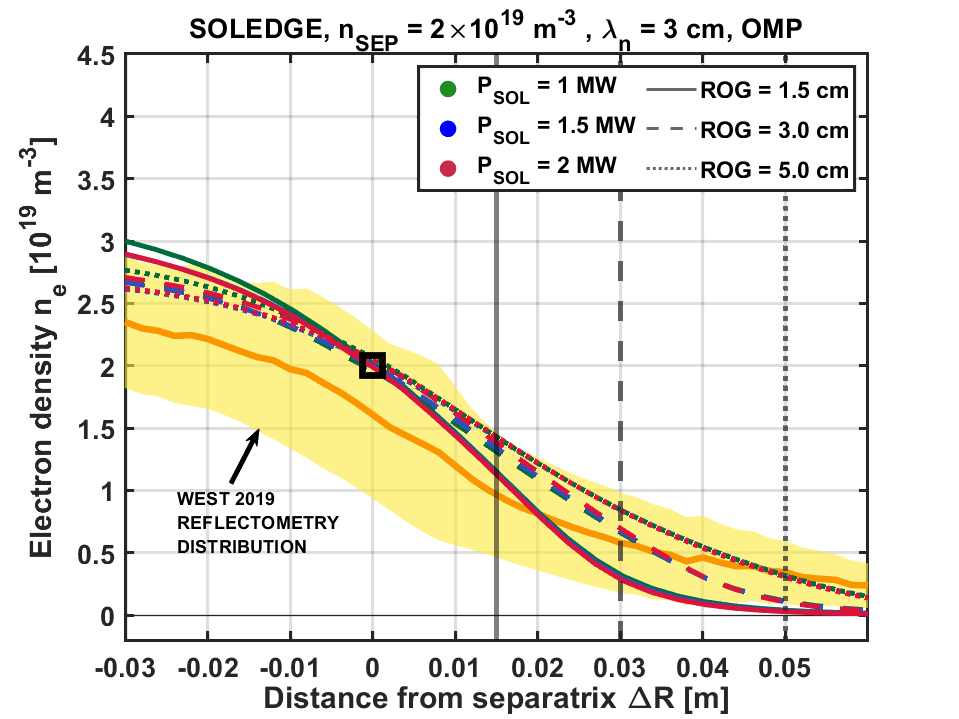 SOLEDGE, n_SEP = 2×10^19 m^-3 , λ_n = 3 cm, OMP
P_SOL = 1 MW
P_SOL = 1.5 MW
P_SOL = 2 MW
ROG = 1.5 cm
ROG = 3.0 cm
ROG = 5.0 cm
Electron density n_e [10^19 m^-3]
4.5
4
3.5
3
2.5
2
1.5
1
0.5
0
WEST 2019
REFLECTOMETRY
DISTRIBUTION
-0.03 -0.02 -0.01 0 0.01 0.02 0.03 0.04 0.05
Distance from separatrix ΔR [m]